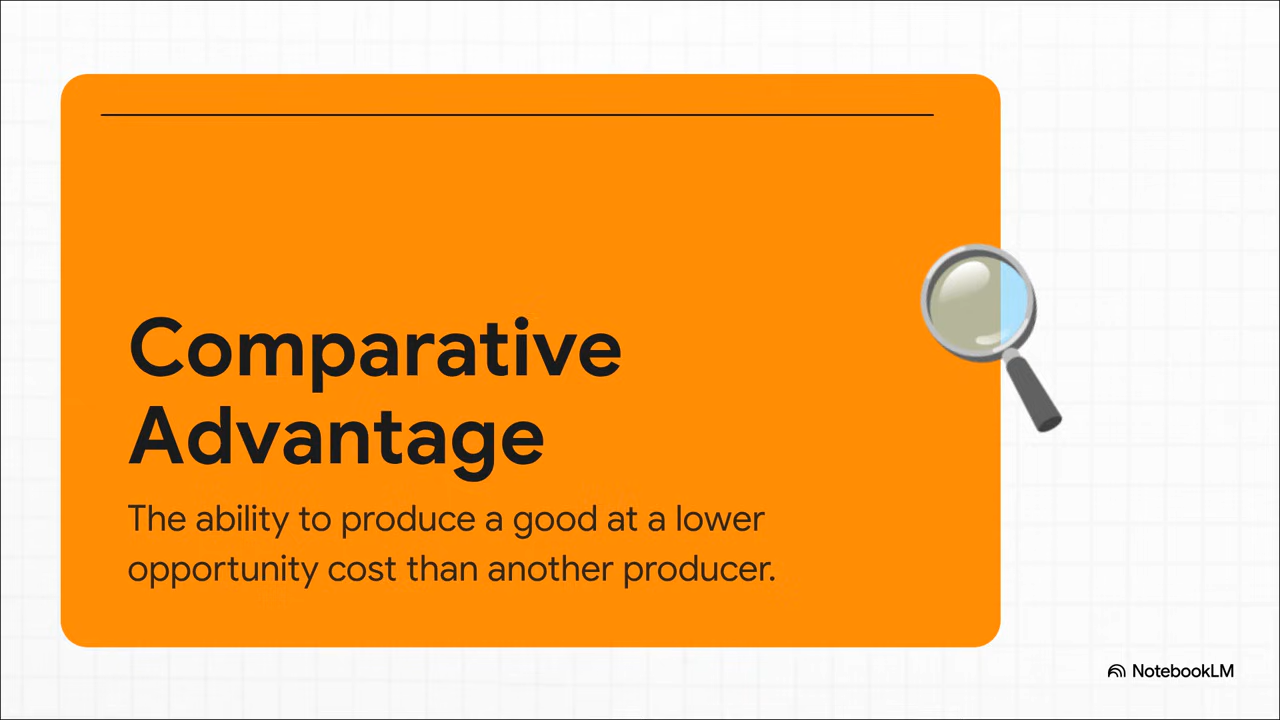 Comparative
Advantage
The ability to produce a good at a lower
opportunity cost than another producer.
NotebookLM